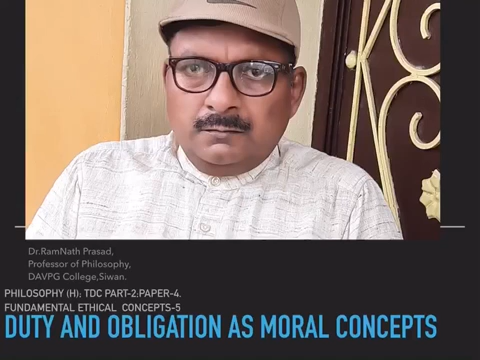 Dr.RamNath Prasad,
Professor of Philosophy,
DAVPG College,Siwan.
PHILOSOPHY (H); TDC PART-2;PAPER-4.
FUNDAMENTAL ETHICAL CONCEPTS-5
DUTY AND OBLIGATION AS MORAL CONCEPTS